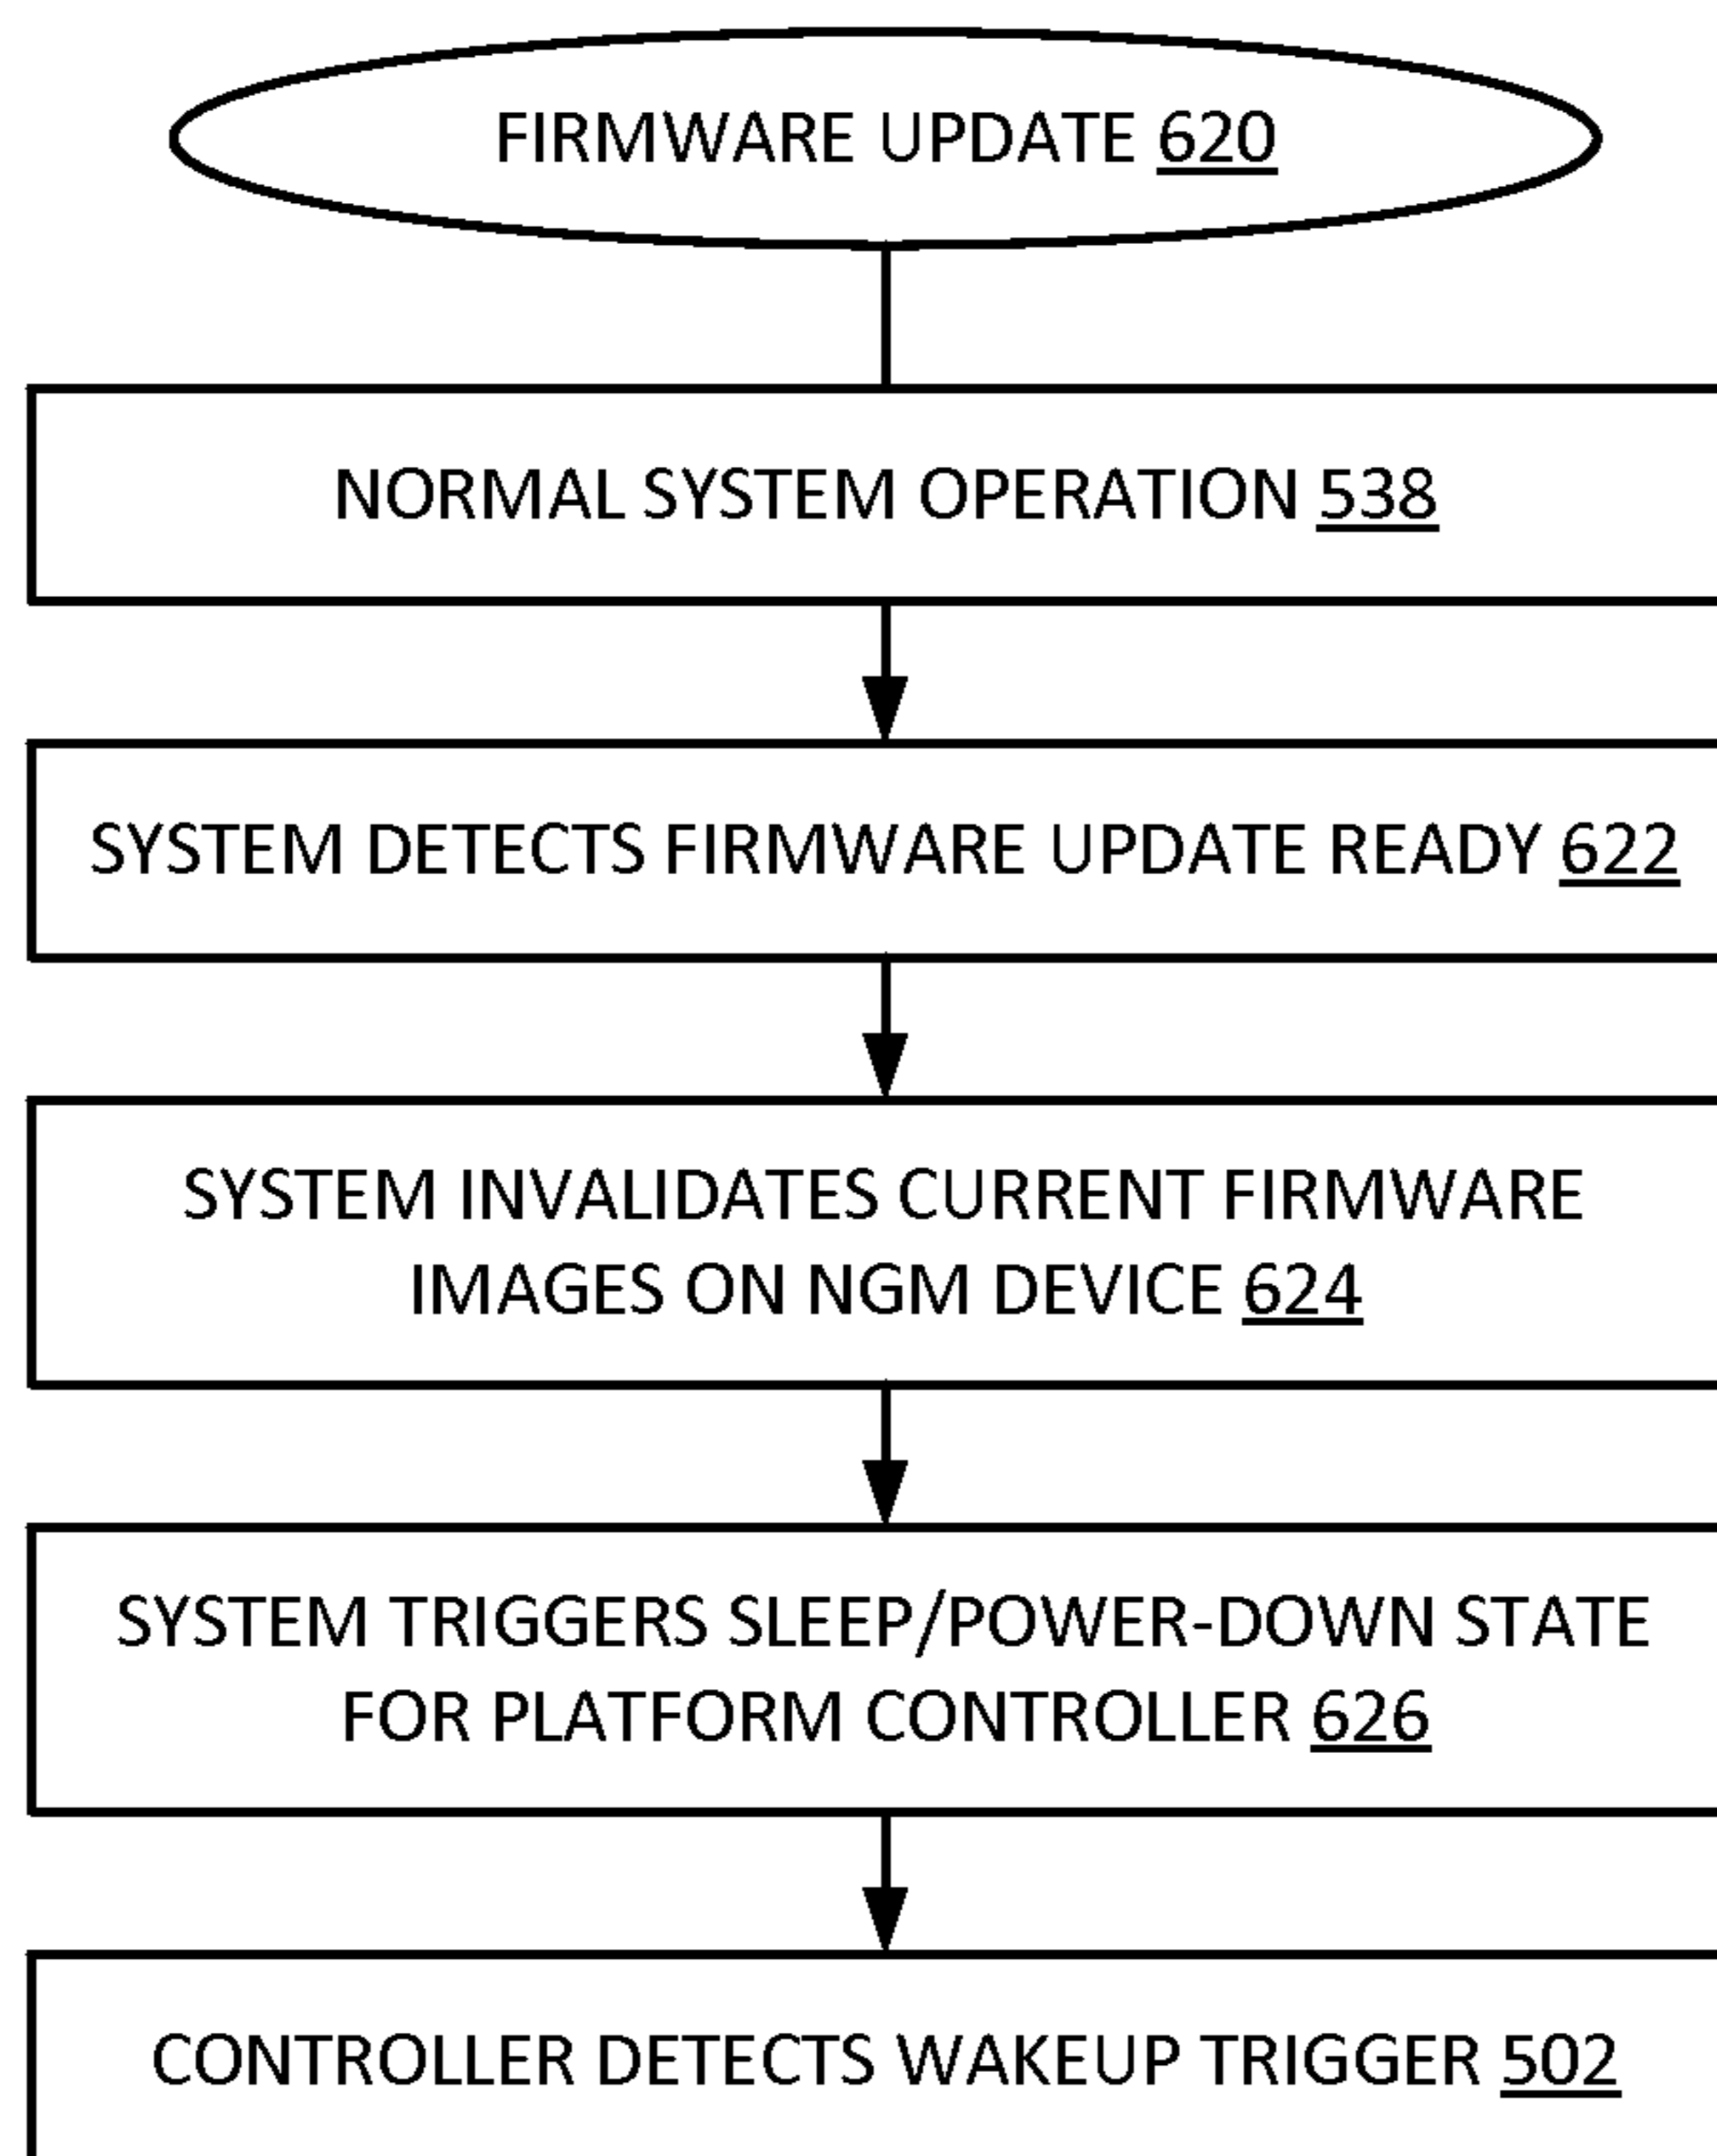 FIRMWARE UPDATE 620
NORMAL SYSTEM OPERATION 538
SYSTEM DETECTS FIRMWARE UPDATE READY 622
SYSTEM INVALIDATES CURRENT FIRMWARE
IMAGES ON NGM DEVICE 624
SYSTEM TRIGGERS SLEEP/POWER-DOWN STATE
FOR PLATFORM CONTROLLER 626
CONTROLLER DETECTS WAKEUP TRIGGER 502